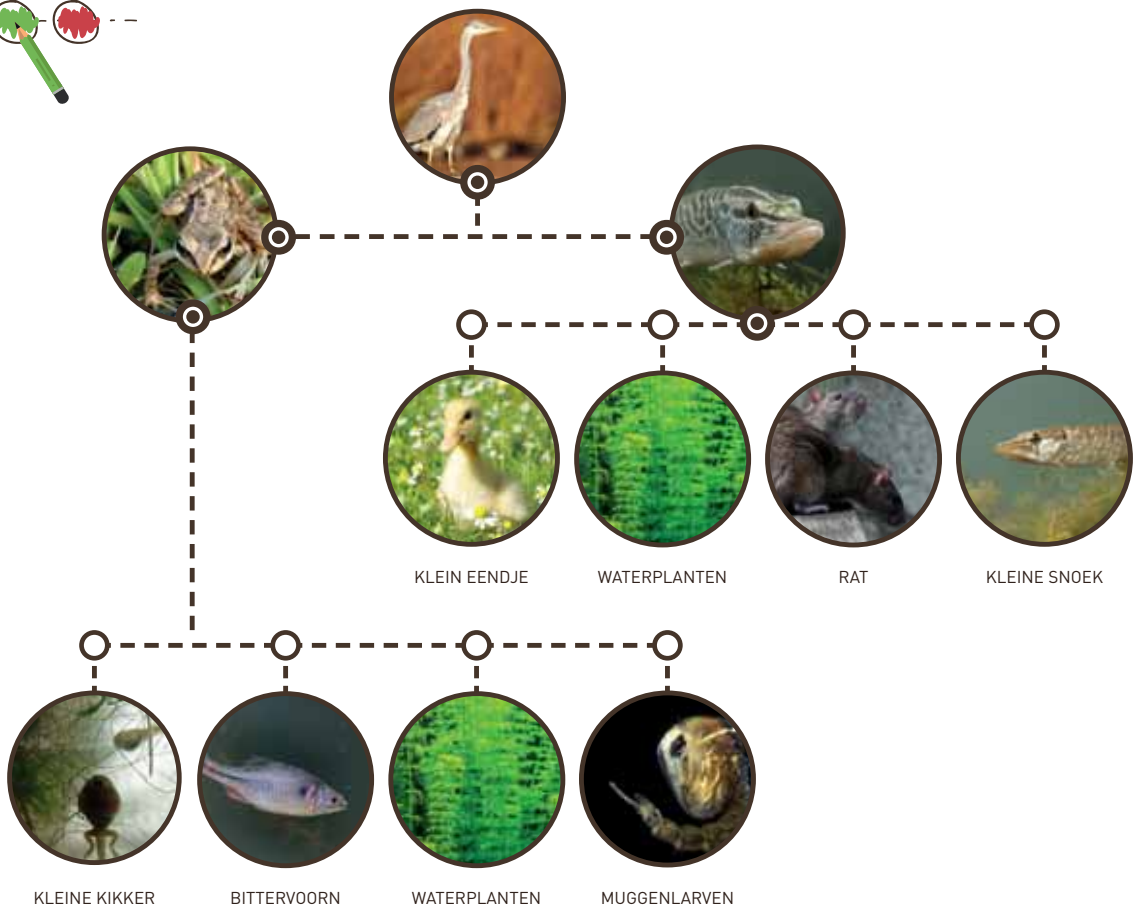 KLEIN EENDJE
WATERPLANTEN
RAT
KLEINE SNOEK
KLEINE KIKKER
BITTERVOORN
WATERPLANTEN
MUGGENLARVEN